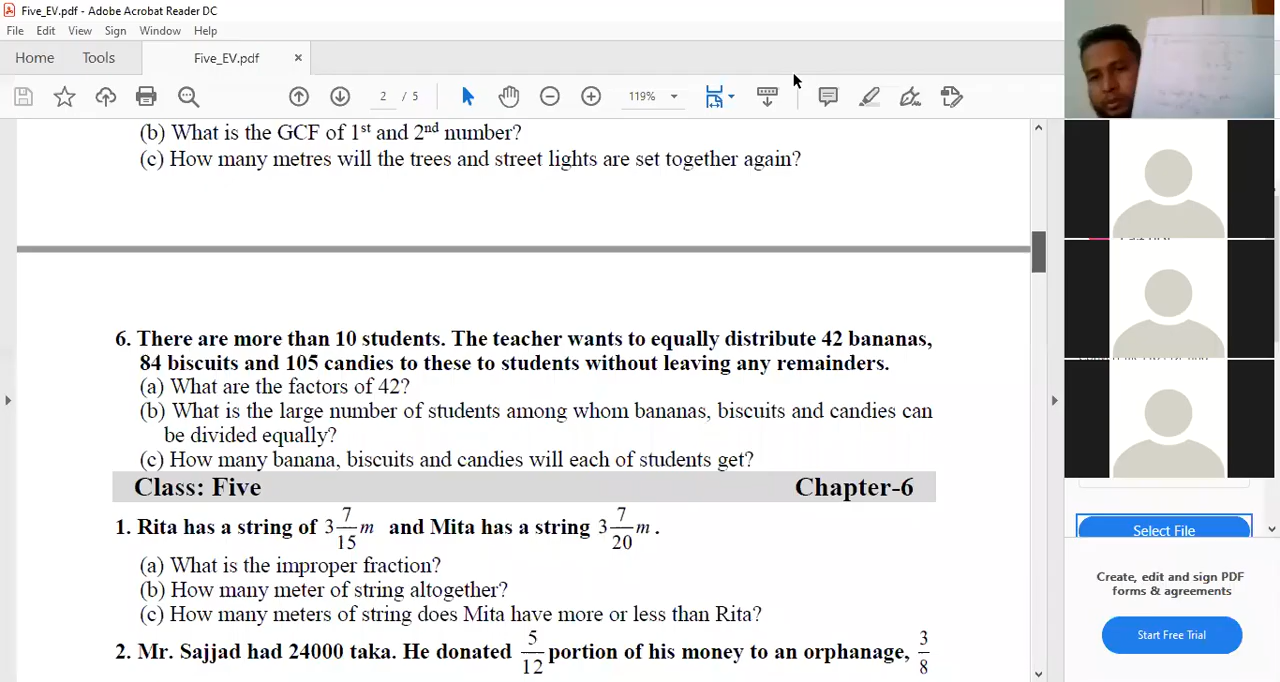 Five_EV.pdf - Adobe Acrobat Reader DC
File Edit View Sign Window Help
Home Tools Five_EV.pdf ×
2 / 5 119%
(b) What is the GCF of 1st and 2nd number?
(c) How many metres will the trees and street lights are set together again?
6. There are more than 10 students. The teacher wants to equally distribute 42 bananas,
84 biscuits and 105 candies to these to students without leaving any remainders.
(a) What are the factors of 42?
(b) What is the large number of students among whom bananas, biscuits and candies can
be divided equally?
(c) How many banana, biscuits and candies will each of students get?
Class: Five Chapter-6
1. Rita has a string of 3 7/15 m and Mita has a string 3 7/20 m.
(a) What is the improper fraction?
(b) How many meter of string altogether?
(c) How many meters of string does Mita have more or less than Rita?
2. Mr. Sajjad had 24000 taka. He donated 5/12 portion of his money to an orphanage, 3/8
Select File
Create, edit and sign PDF
forms & agreements
Start Free Trial